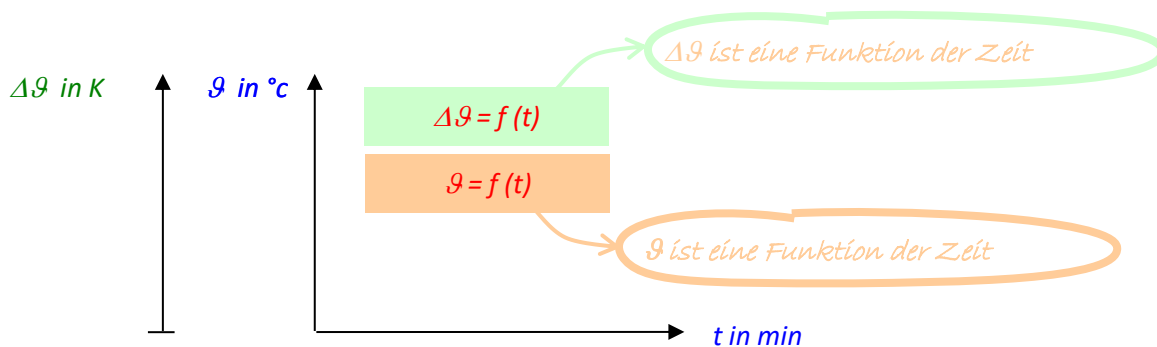 Δϑ ist eine Funktion der Zeit
Δϑ in K
ϑ in °c
Δϑ = f (t)
ϑ = f (t)
ϑ ist eine Funktion der Zeit
t in min